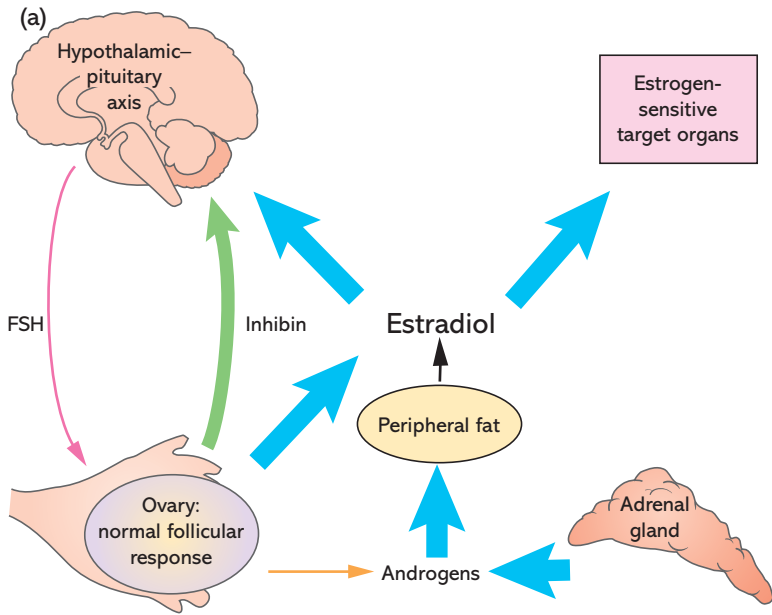 (a)
Hypothalamic–
pituitary
axis
Estrogen-
sensitive
target organs
FSH
Inhibin
Estradiol
Peripheral fat
Ovary:
normal follicular
response
Adrenal
gland
Androgens